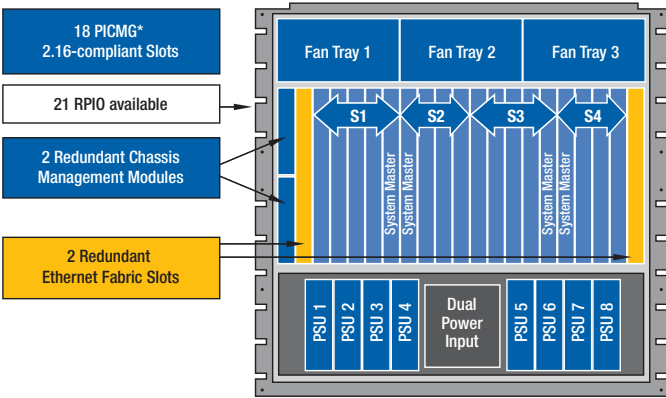 18 PICMG*
2.16-compliant Slots
21 RPIO available
2 Redundant Chassis
Management Modules
2 Redundant
Ethernet Fabric Slots
Fan Tray 1
Fan Tray 2
Fan Tray 3
S1
S2
S3
S4
System Master
System Master
System Master
System Master
PSU 1
PSU 2
PSU 3
PSU 4
Dual
Power
Input
PSU 5
PSU 6
PSU 7
PSU 8